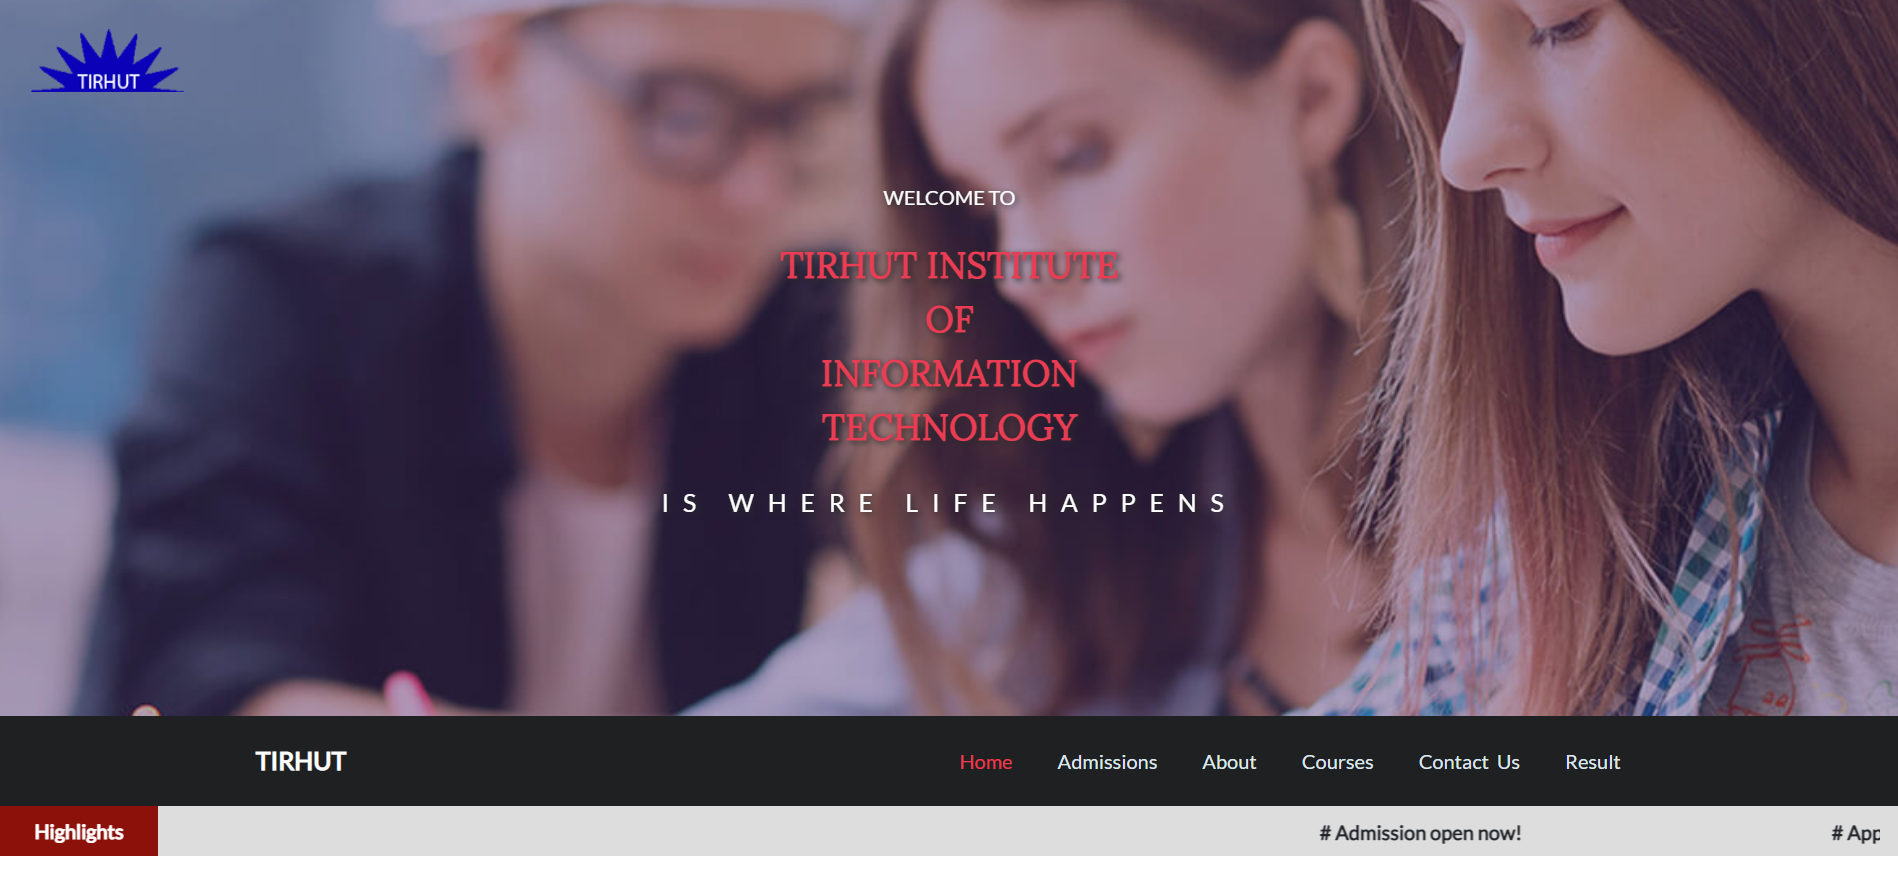 TIRHUT
WELCOME TO
TIRHUT INSTITUTE
OF
INFORMATION
TECHNOLOGY
IS WHERE LIFE HAPPENS
TIRHUT
Home Admissions About Courses Contact Us Result
Highlights
# Admission open now! # App